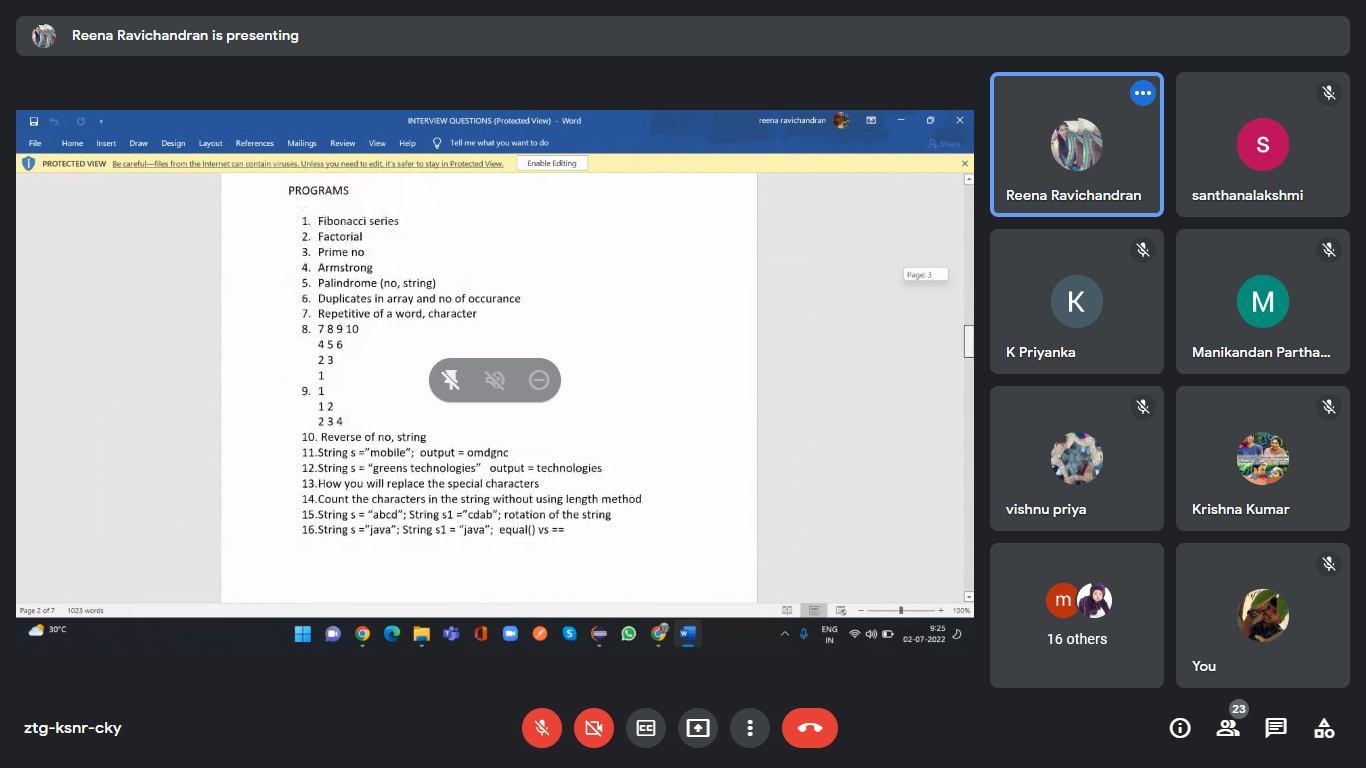 Reena Ravichandran is presenting
INTERVIEW QUESTIONS (Protected View) - Word
reena ravichandran
File Home Insert Draw Design Layout References Mailings Review View Help Tell me what you want to do Share
PROTECTED VIEW Be careful—files from the Internet can contain viruses. Unless you need to edit, it's safer to stay in Protected View. Enable Editing
PROGRAMS
1. Fibonacci series
2. Factorial
3. Prime no
4. Armstrong
5. Palindrome (no, string)
6. Duplicates in array and no of occurance
7. Repetitive of a word, character
8. 7 8 9 10
4 5 6
2 3
1
9. 1
1 2
2 3 4
10. Reverse of no, string
11.String s ="mobile"; output = omdgnc
12.String s = “greens technologies” output = technologies
13.How you will replace the special characters
14.Count the characters in the string without using length method
15.String s = “abcd”; String s1 =”cdab”; rotation of the string
16.String s =”java”; String s1 = “java”; equal() vs ==
Page: 3
Page 2 of 7 1023 words
100%
30°C
ENG
IN
9:25
02-07-2022
Reena Ravichandran
s
santhanalakshmi
K
K Priyanka
M
Manikandan Partha...
vishnu priya
Krishna Kumar
m
16 others
You
ztg-ksnr-cky
CC
23